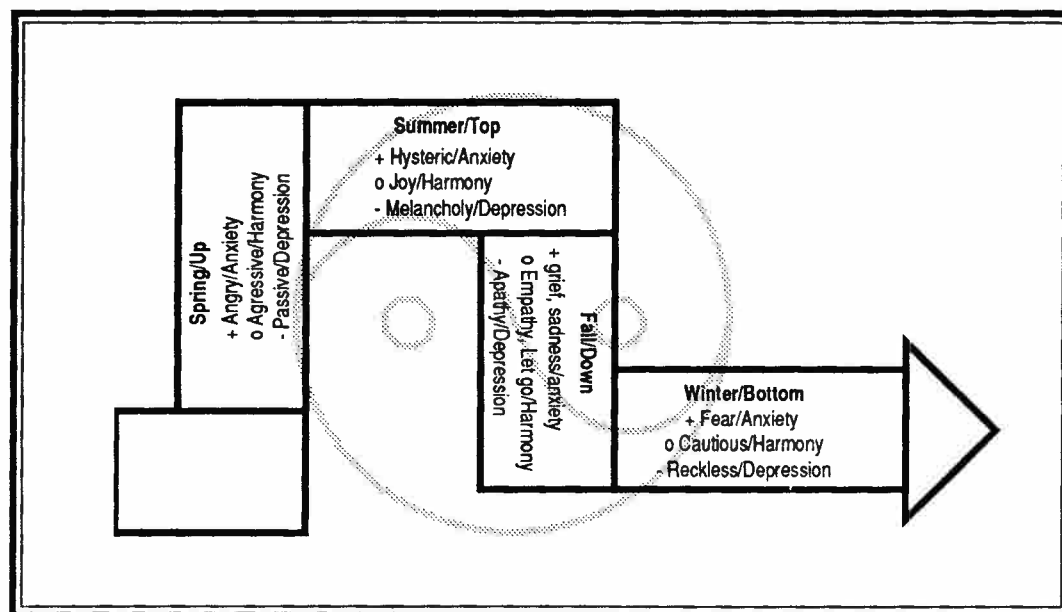 Spring/Up
+ Angry/Anxiety
o Agressive/Harmony
- Passive/Depression
Summer/Top
+ Hysteric/Anxiety
o Joy/Harmony
- Melancholy/Depression
Fall/Down
+ grief, sadness/anxiety
o Empathy, Let go/Harmony
- Apathy/Depression
Winter/Bottom
+ Fear/Anxiety
o Cautious/Harmony
- Reckless/Depression